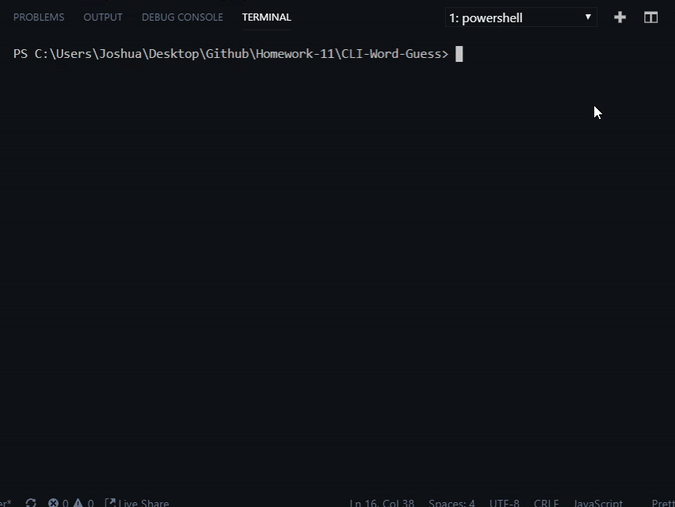 PROBLEMS OUTPUT DEBUG CONSOLE TERMINAL 1: powershell
PS C:\Users\Joshua\Desktop\Github\Homework-11\CLI-Word-Guess>
er* 0 0 Live Share Ln 16, Col 38 Spaces: 4 UTF-8 CRLF JavaScript Prett